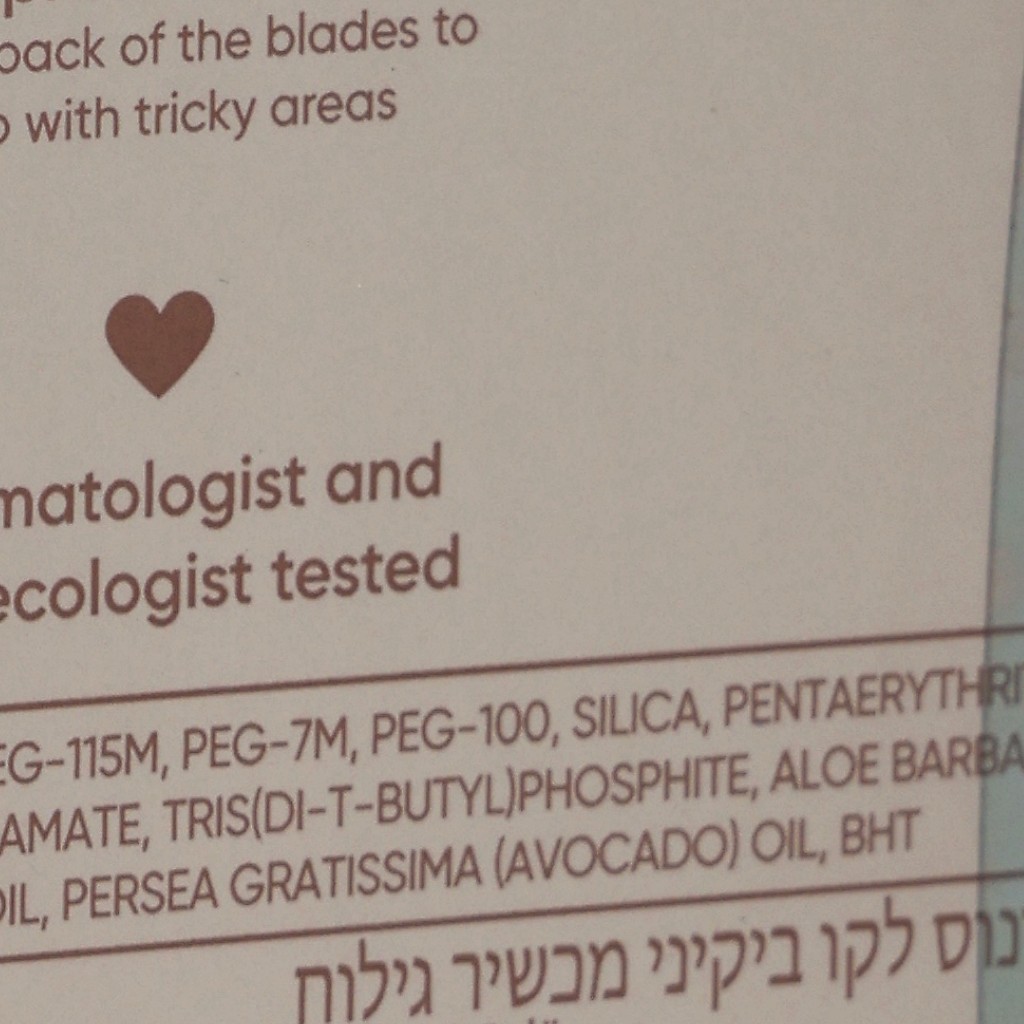 back of the blades to
with tricky areas
matologist and
ecologist tested
EG-115M, PEG-7M, PEG-100, SILICA, PENTAERYTHRI
AMATE, TRIS(DI-T-BUTYL)PHOSPHITE, ALOE BARBA
OIL, PERSEA GRATISSIMA (AVOCADO) OIL, BHT
נוס לקו ביקיני מכשיר גילוח